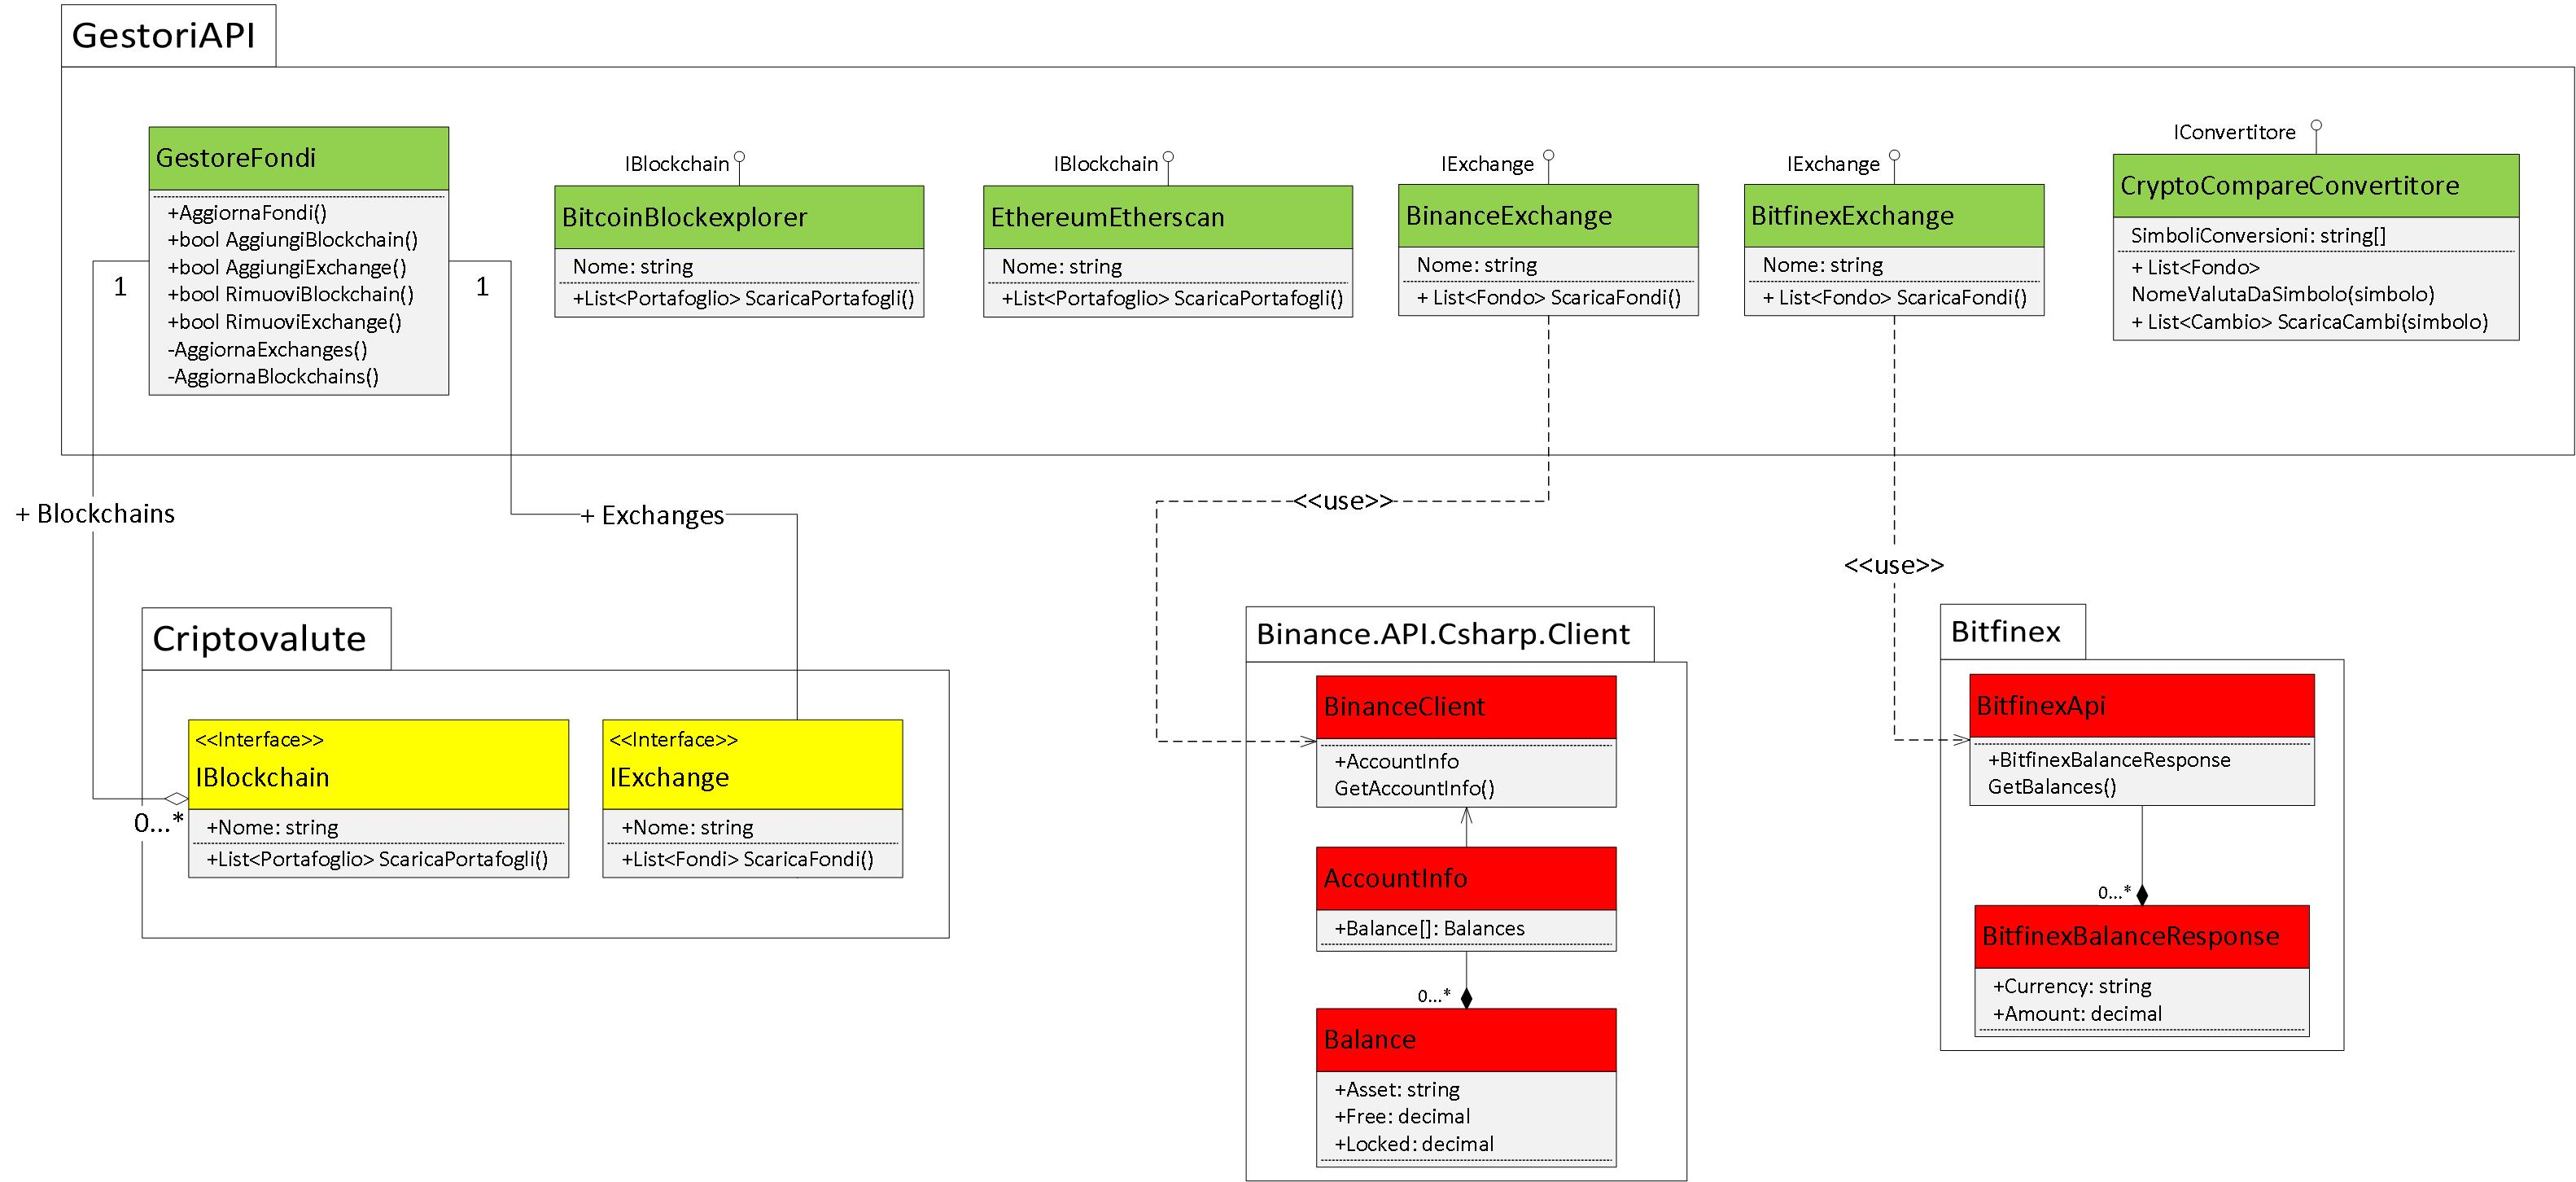 GestoriAPI
GestoreFondi
+AggiornaFondi()
+bool AggiungiBlockchain()
+bool AggiungiExchange()
+bool RimuoviBlockchain()
+bool RimuoviExchange()
-AggiornaExchanges()
-AggiornaBlockchains()
1
1
IBlockchain
BitcoinBlockexplorer
Nome: string
+List<Portafoglio> ScaricaPortafogli()
IBlockchain
EthereumEtherscan
Nome: string
+List<Portafoglio> ScaricaPortafogli()
IExchange
BinanceExchange
Nome: string
+ List<Fondo> ScaricaFondi()
IExchange
BitfinexExchange
Nome: string
+ List<Fondo> ScaricaFondi()
IConvertitore
CryptoCompareConvertitore
SimboliConversioni: string[]
+ List<Fondo>
NomeValutaDaSimbolo(simbolo)
+ List<Cambio> ScaricaCambi(simbolo)
+ Blockchains
+ Exchanges
<<use>>
<<use>>
Criptovalute
<<Interface>>
IBlockchain
+Nome: string
+List<Portafoglio> ScaricaPortafogli()
0...*
<<Interface>>
IExchange
+Nome: string
+List<Fondi> ScaricaFondi()
Binance.API.Csharp.Client
BinanceClient
+AccountInfo
GetAccountInfo()
AccountInfo
+Balance[]: Balances
0...*
Balance
+Asset: string
+Free: decimal
+Locked: decimal
Bitfinex
BitfinexApi
+BitfinexBalanceResponse
GetBalances()
0...*
BitfinexBalanceResponse
+Currency: string
+Amount: decimal